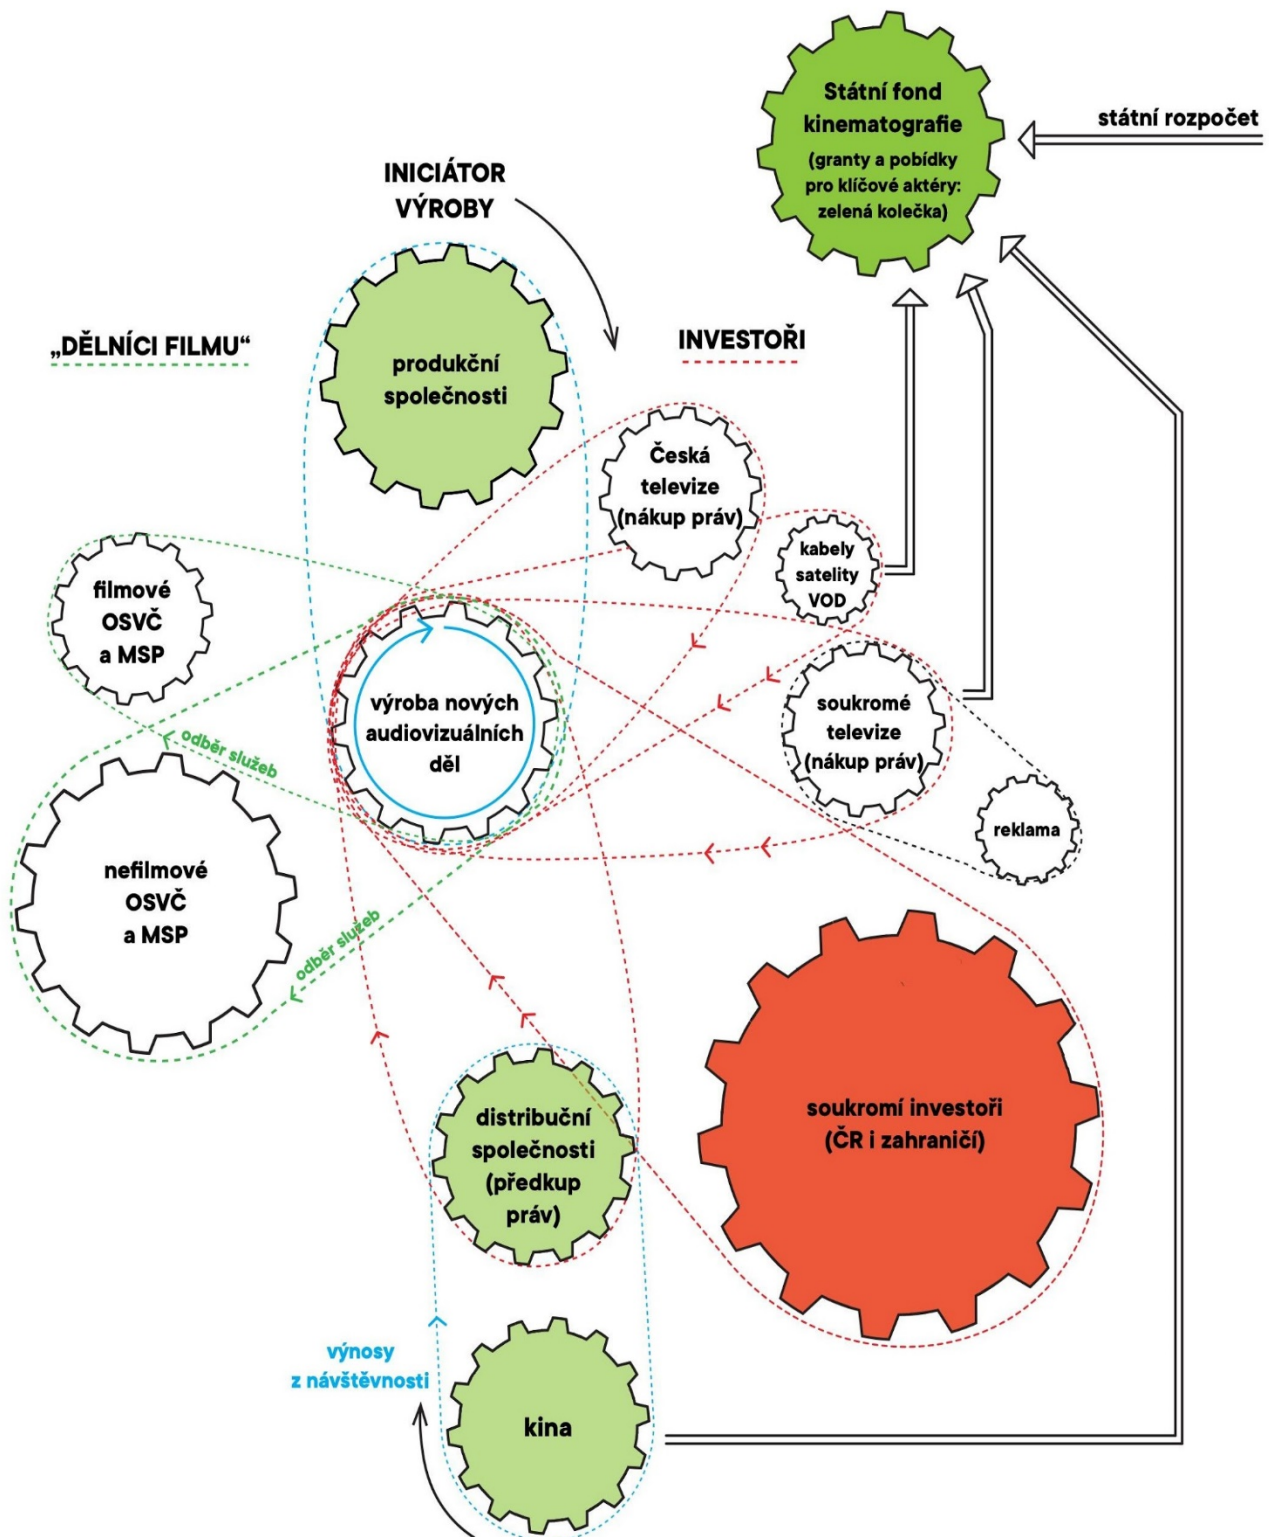 Státní fond
kinematografie
(granty a pobídky
pro klíčové aktéry:
zelená kolečka)
státní rozpočet
INICIÁTOR
VÝROBY
„DĚLNÍCI FILMU“
INVESTOŘI
produkční
společnosti
Česká
televize
(nákup práv)
kabely
satelity
VOD
filmové
OSVČ
a MSP
výroba nových
audiovizuálních
děl
soukromé
televize
(nákup práv)
reklama
odběr služeb
nefilmové
OSVČ
a MSP
odběr služeb
soukromí investoři
(ČR i zahraničí)
distribuční
společnosti
(předkup
práv)
výnosy
z návštěvnosti
kina